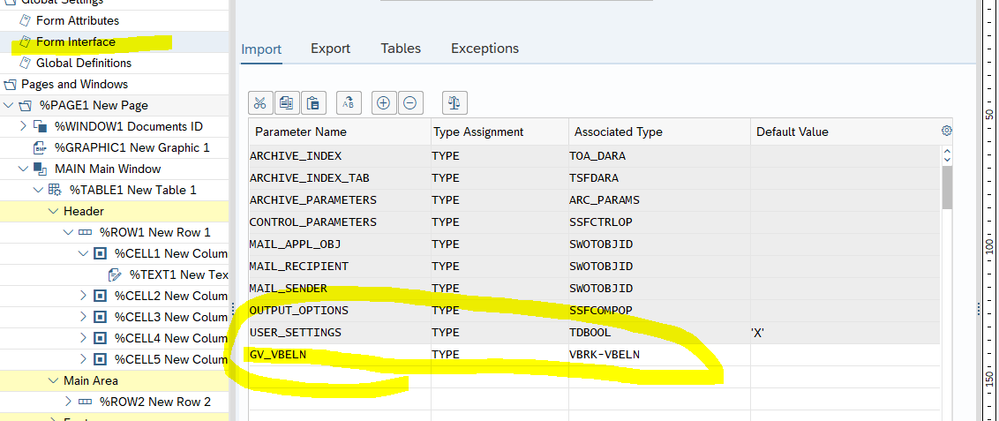 Global Settings
Form Attributes
Form Interface
Global Definitions
Pages and Windows
%PAGE1 New Page
%WINDOW1 Documents ID
%GRAPHIC1 New Graphic 1
MAIN Main Window
%TABLE1 New Table 1
Header
%ROW1 New Row 1
%CELL1 New Colum
%TEXT1 New Tex
%CELL2 New Colum
%CELL3 New Colum
%CELL4 New Colum
%CELL5 New Colum
Main Area
%ROW2 New Row 2
Import Export Tables Exceptions
Parameter Name Type Assignment Associated Type Default Value
ARCHIVE_INDEX TYPE TOA_DARA
ARCHIVE_INDEX_TAB TYPE TSFDARA
ARCHIVE_PARAMETERS TYPE ARC_PARAMS
CONTROL_PARAMETERS TYPE SSFCTRLOP
MAIL_APPL_OBJ TYPE SWOTOBJID
MAIL_RECIPIENT TYPE SWOTOBJID
MAIL_SENDER TYPE SWOTOBJID
OUTPUT_OPTIONS TYPE SSFCOMPOP
USER_SETTINGS TYPE TDBOOL 'X'
GV_VBELN TYPE VBRK-VBELN
50
100
150